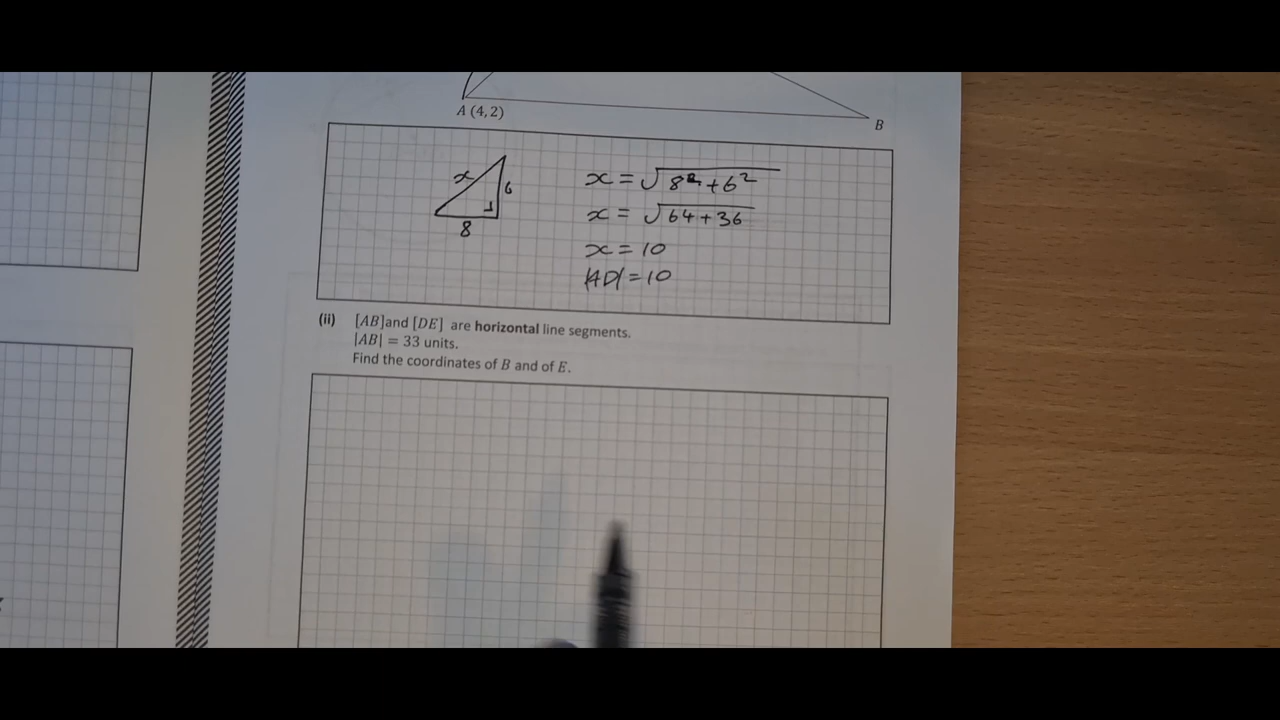 A (4, 2)
B
x
6
8
x = √8² + 6²
x = √64 + 36
x = 10
|AD| = 10
(ii) [AB]and [DE] are horizontal line segments.
|AB| = 33 units.
Find the coordinates of B and of E.